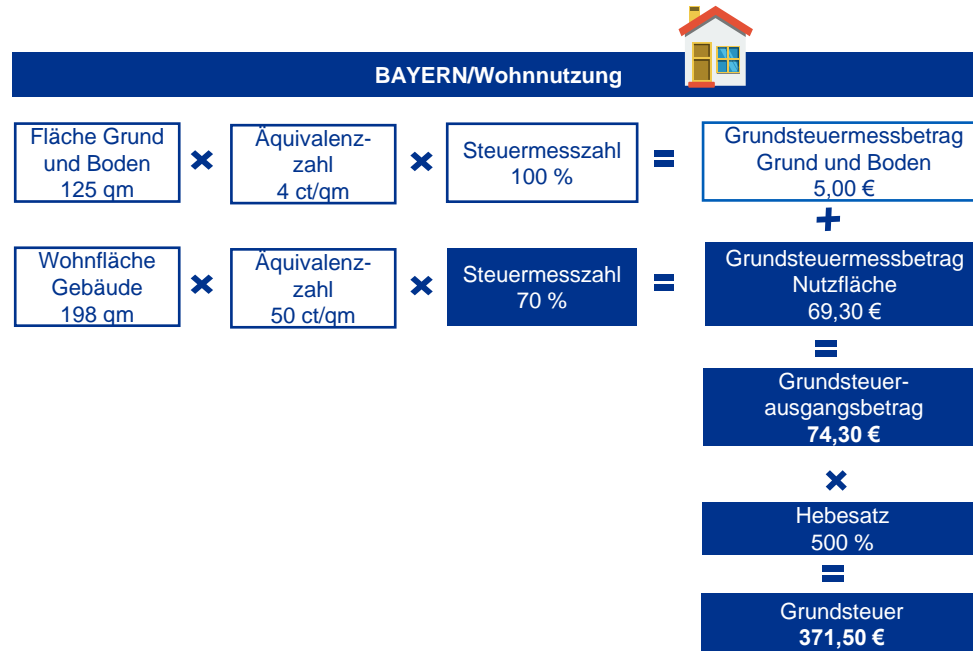 BAYERN/Wohnnutzung
Fläche Grund
und Boden
125 qm
×
Äquivalenz-
zahl
4 ct/qm
×
Steuermesszahl
100 %
=
Grundsteuermessbetrag
Grund und Boden
5,00 €
+
Wohnfläche
Gebäude
198 qm
×
Äquivalenz-
zahl
50 ct/qm
×
Steuermesszahl
70 %
=
Grundsteuermessbetrag
Nutzfläche
69,30 €
=
Grundsteuer-
ausgangsbetrag
74,30 €
×
Hebesatz
500 %
=
Grundsteuer
371,50 €